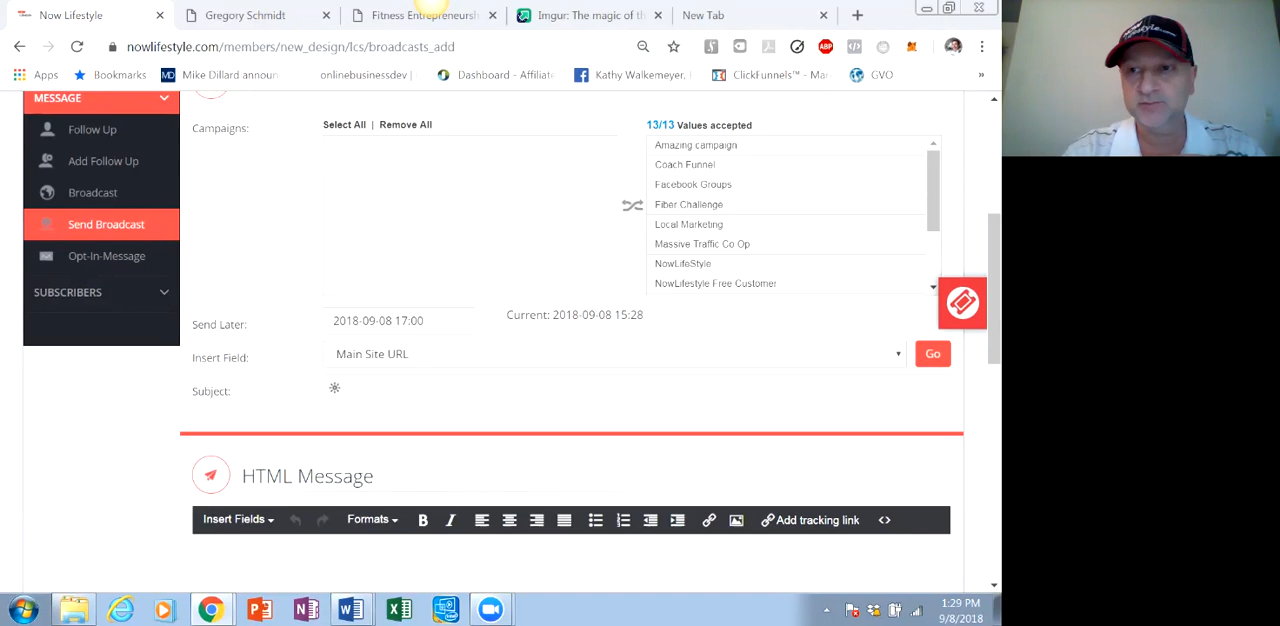 Now Lifestyle
Gregory Schmidt
Fitness Entrepreneursh
Imgur: The magic of th
New Tab
nowlifestyle.com/members/new_design/lcs/broadcasts_add
ABP
Apps
Bookmarks
MD Mike Dillard announ
onlinebusinessdev |
Dashboard - Affiliate
Kathy Walkemeyer,
ClickFunnels™ - Mar
GVO
»
MESSAGE
Follow Up
Add Follow Up
Broadcast
Send Broadcast
Opt-In-Message
SUBSCRIBERS
Campaigns:
Select All | Remove All
13/13 Values accepted
Amazing campaign
Coach Funnel
Facebook Groups
Fiber Challenge
Local Marketing
Massive Traffic Co Op
NowLifeStyle
NowLifestyle Free Customer
Send Later:
2018-09-08 17:00
Current: 2018-09-08 15:28
Insert Field:
Main Site URL
Go
Subject:
HTML Message
Insert Fields
Formats
B
I
Add tracking link
<>
1:29 PM
9/8/2018